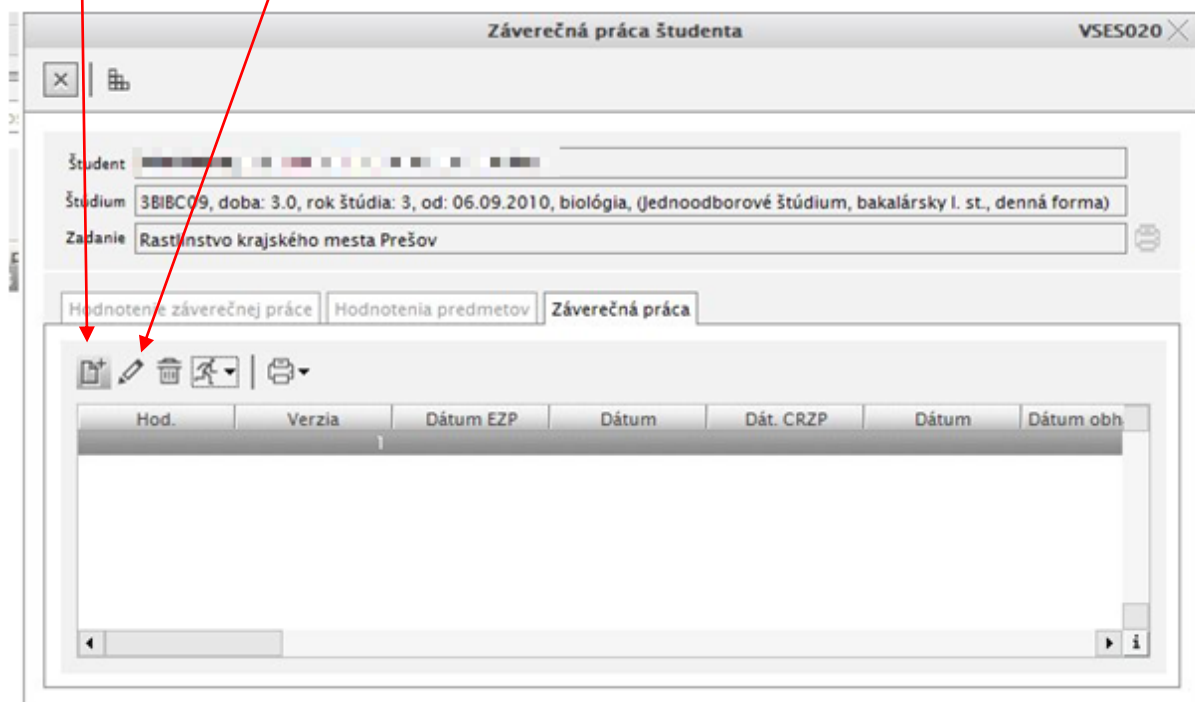 Záverečná práca študenta VSES020
Študent
Štúdium 3BIBC09, doba: 3.0, rok štúdia: 3, od: 06.09.2010, biológia, (Jednoodborové štúdium, bakalársky I. st., denná forma)
Zadanie Rastlinstvo krajského mesta Prešov
Hodnotenie záverečnej práce Hodnotenia predmetov Záverečná práca
Hod. Verzia Dátum EZP Dátum Dát. CRZP Dátum Dátum obh
1
i